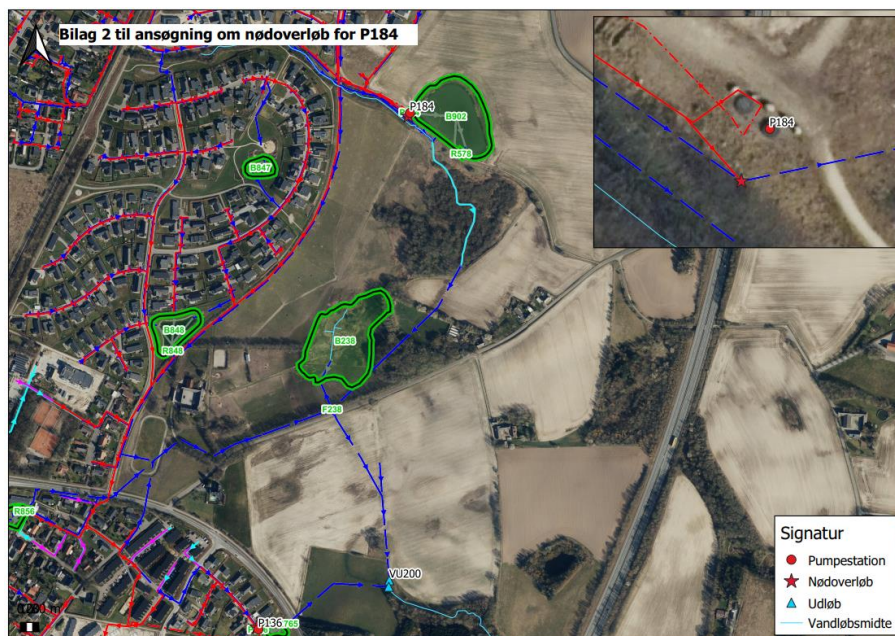 Bilag 2 til ansøgning om nødoverløb for P184
P184
B902
R578
B847
P184
B848
R848
B238
F238
R856
VU200
P136
765
Signatur
Pumpestation
Nødoverløb
Udløb
Vandløbsmidte